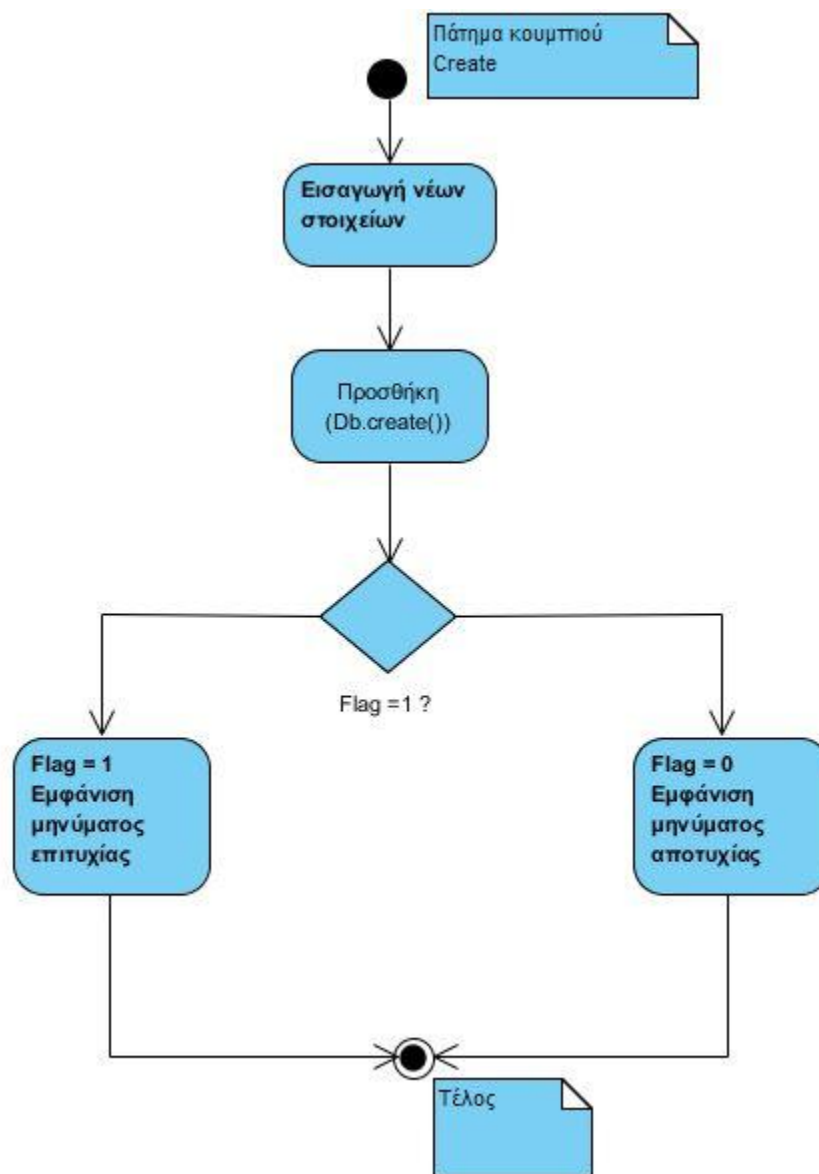 Πάτημα κουμπιού
Create
Εισαγωγή νέων
στοιχείων
Προσθήκη
(Db.create())
Flag =1 ?
Flag = 1
Εμφάνιση
μηνύματος
επιτυχίας
Flag = 0
Εμφάνιση
μηνύματος
αποτυχίας
Τέλος